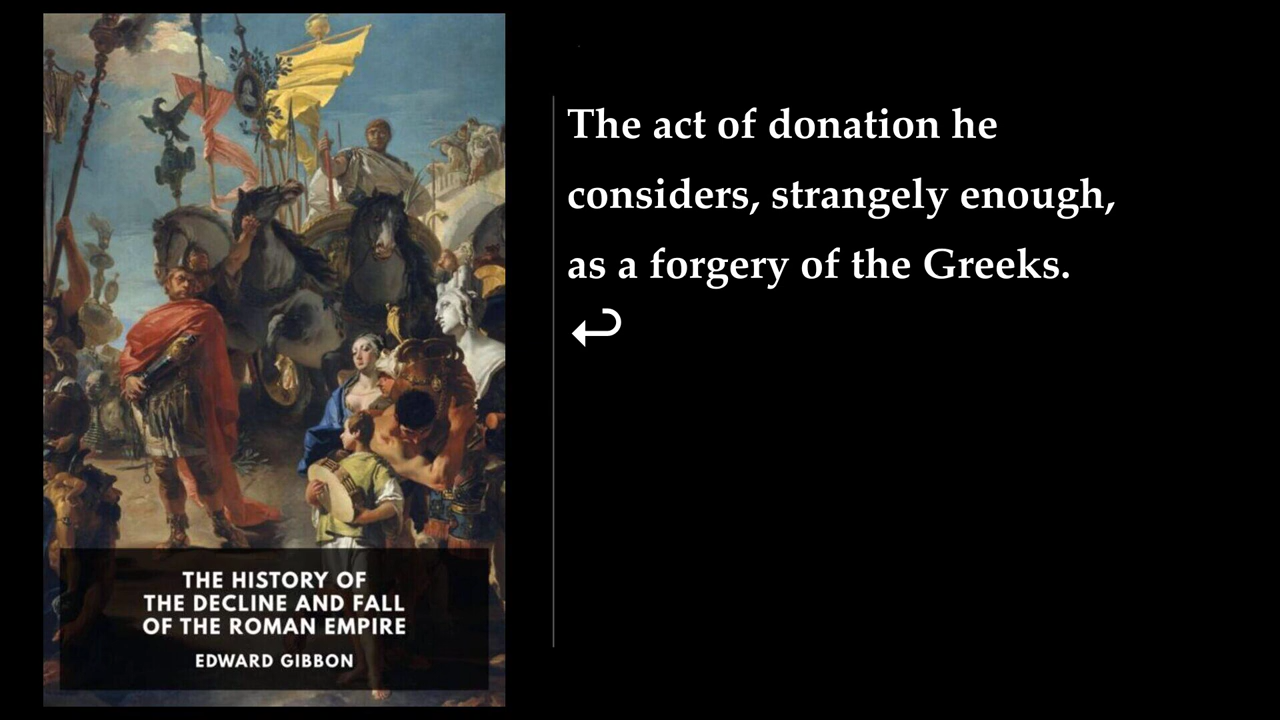 The act of donation he
considers, strangely enough,
as a forgery of the Greeks.
↩
THE HISTORY OF
THE DECLINE AND FALL
OF THE ROMAN EMPIRE
EDWARD GIBBON